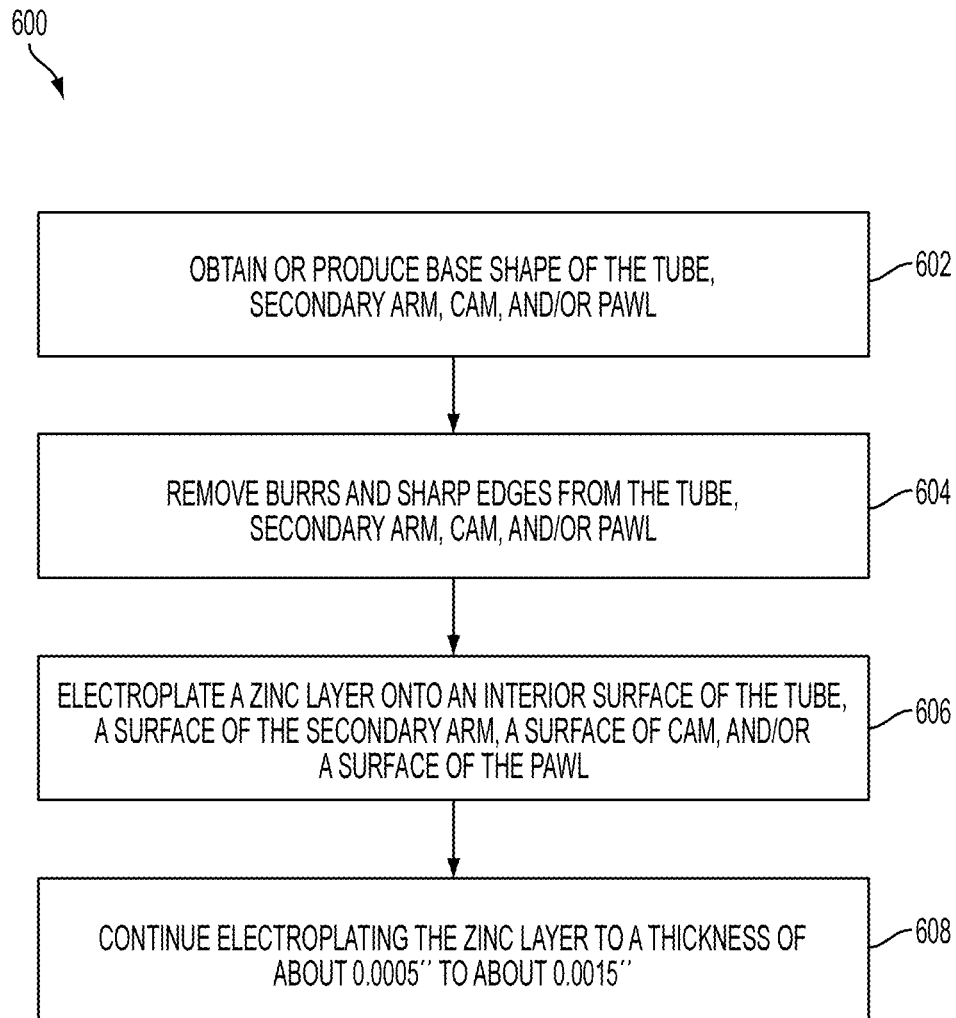 600
OBTAIN OR PRODUCE BASE SHAPE OF THE TUBE,
SECONDARY ARM, CAM, AND/OR PAWL
602
REMOVE BURRS AND SHARP EDGES FROM THE TUBE,
SECONDARY ARM, CAM, AND/OR PAWL
604
ELECTROPLATE A ZINC LAYER ONTO AN INTERIOR SURFACE OF THE TUBE,
A SURFACE OF THE SECONDARY ARM, A SURFACE OF CAM, AND/OR
A SURFACE OF THE PAWL
606
CONTINUE ELECTROPLATING THE ZINC LAYER TO A THICKNESS OF
ABOUT 0.0005´´ TO ABOUT 0.0015´´
608